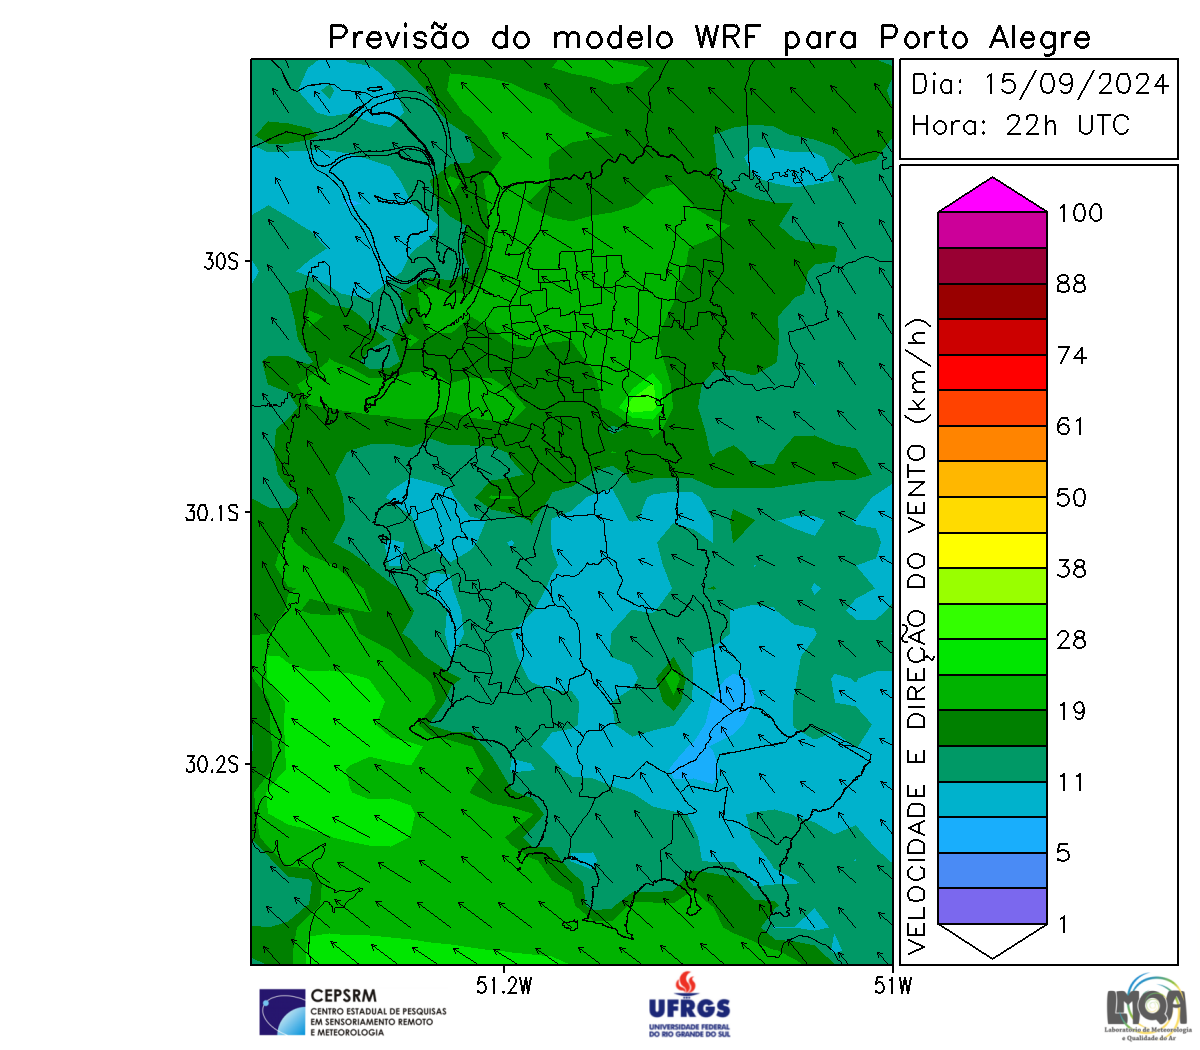 Previsão do modelo WRF para Porto Alegre
Dia: 15/09/2024
Hora: 22h UTC
30S
30.1S
30.2S
51.2W
51W
VELOCIDADE E DIREÇÃO DO VENTO (km/h)
100
88
74
61
50
38
28
19
11
5
1
CEPSRM
CENTRO ESTADUAL DE PESQUISAS
EM SENSORIAMENTO REMOTO
E METEOROLOGIA
UFRGS
UNIVERSIDADE FEDERAL
DO RIO GRANDE DO SUL
LMQA
Laboratório de Meteorologia
e Qualidade do Ar